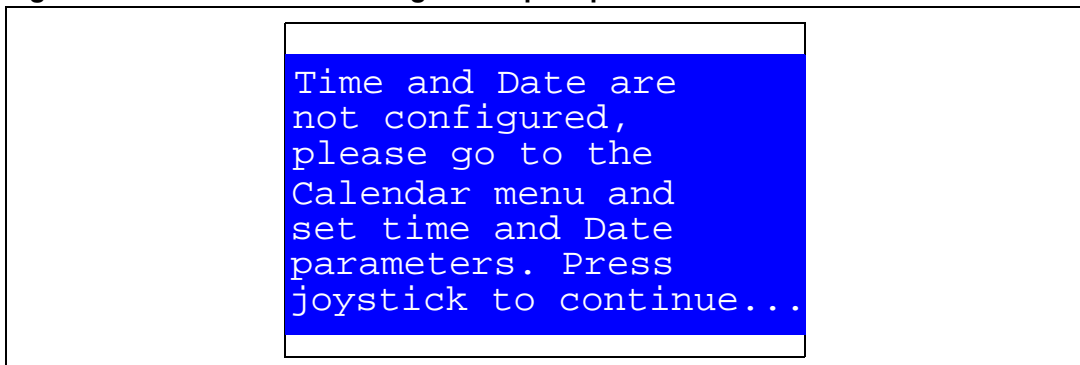 Time and Date are
not configured,
please go to the
Calendar menu and
set time and Date
parameters. Press
joystick to continue...